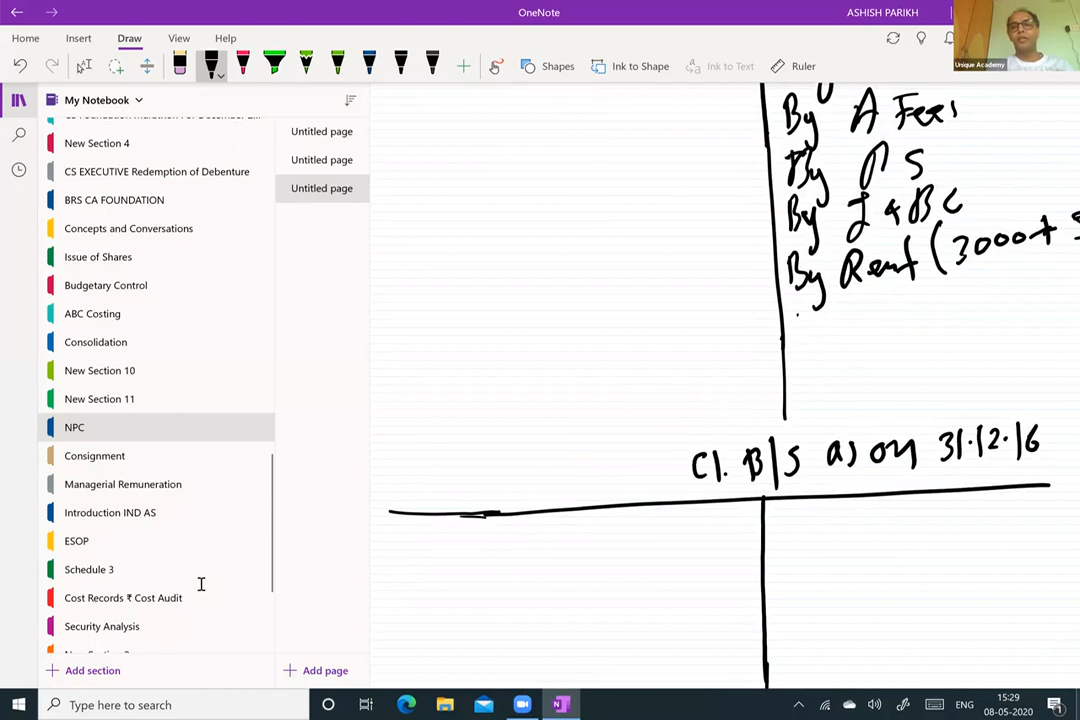 OneNote
ASHISH PARIKH
Home Insert Draw View Help
Unique Academy
Shapes
Ink to Shape
Ink to Text
Ruler
My Notebook
New Section 4
CS EXECUTIVE Redemption of Debenture
BRS CA FOUNDATION
Concepts and Conversations
Issue of Shares
Budgetary Control
ABC Costing
Consolidation
New Section 10
New Section 11
NPC
Consignment
Managerial Remuneration
Introduction IND AS
ESOP
Schedule 3
Cost Records ₹ Cost Audit
Security Analysis
Add section
Untitled page
Untitled page
Untitled page
Add page
By A Fees
By P S
By L & B C
By Rent (3000+
Cl. B/S as on 31.12.16
Type here to search
ENG
15:29
08-05-2020
1